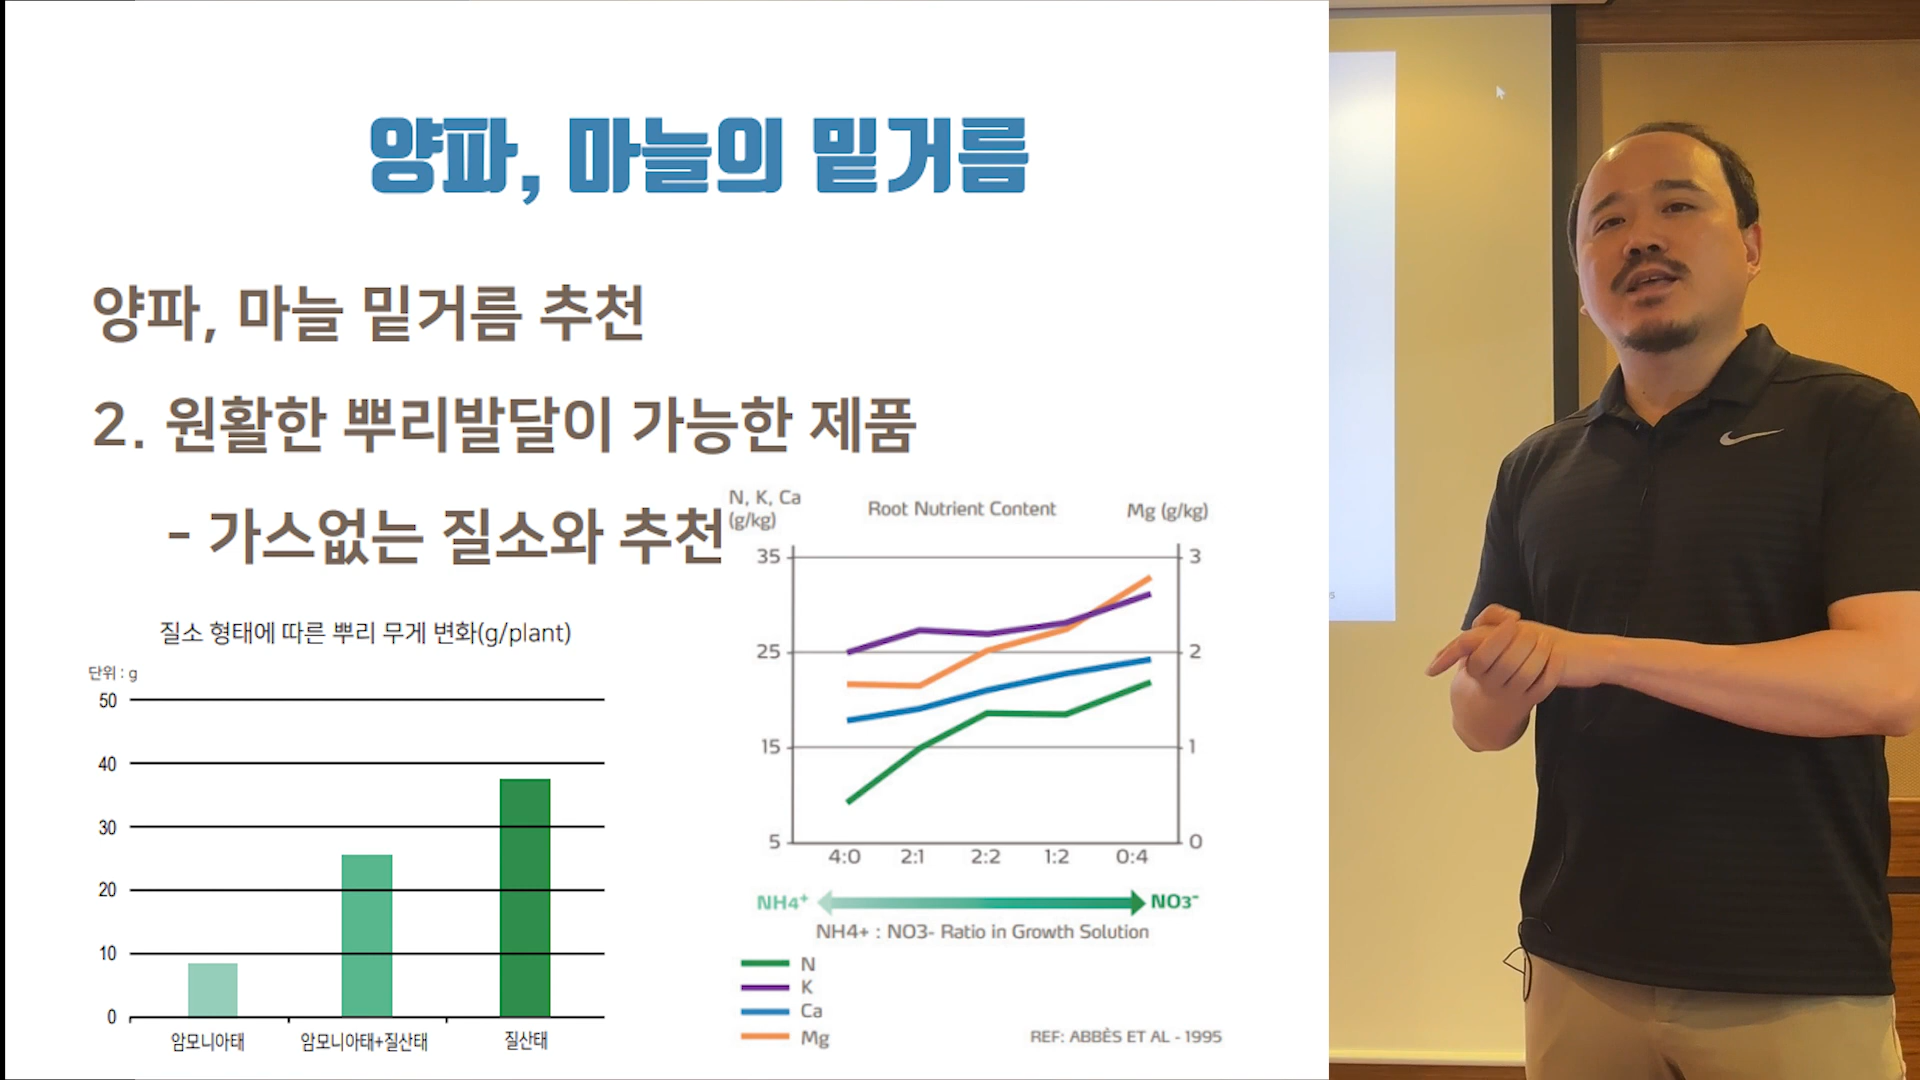 양파, 마늘의 밑거름
양파, 마늘 밑거름 추천
2. 원활한 뿌리발달이 가능한 제품
- 가스없는 질소와 추천
질소 형태에 따른 뿌리 무게 변화(g/plant)
단위 : g
50
40
30
20
10
0
암모니아태
암모니아태+질산태
질산태
N, K, Ca
(g/kg)
Root Nutrient Content
Mg (g/kg)
35
25
15
5
3
2
1
0
4:0 2:1 2:2 1:2 0:4
NH4+ NO3-
NH4+ : NO3- Ratio in Growth Solution
N
K
Ca
Mg
REF: ABBÈS ET AL - 1995